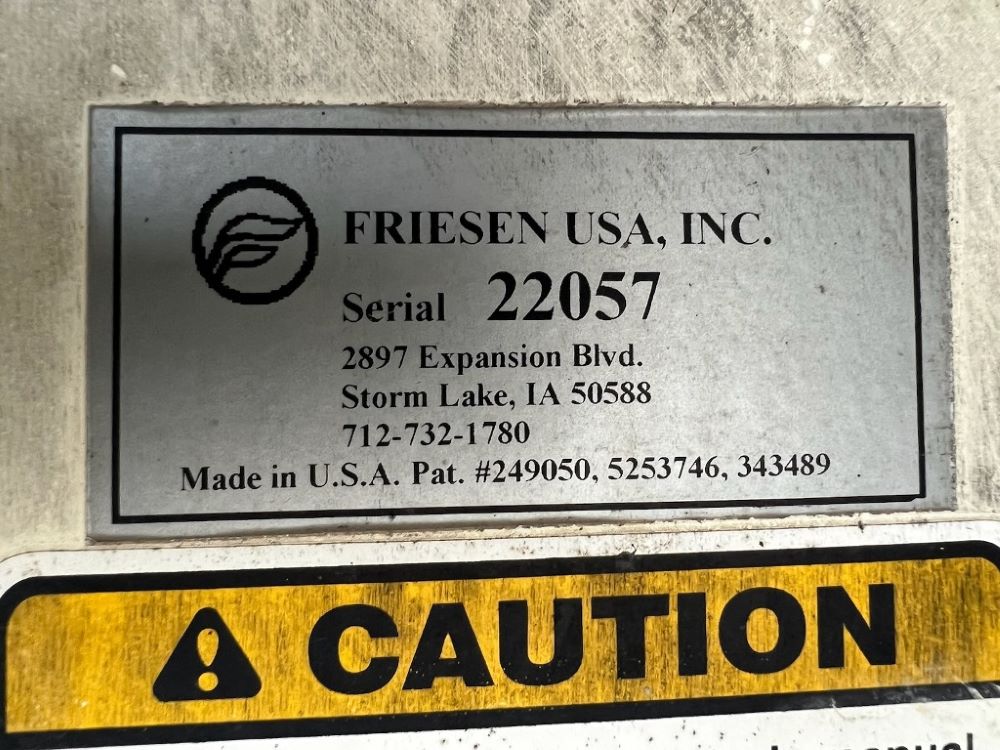 FRIESEN USA, INC.
Serial 22057
2897 Expansion Blvd.
Storm Lake, IA 50588
712-732-1780
Made in U.S.A. Pat. #249050, 5253746, 343489
CAUTION
manual